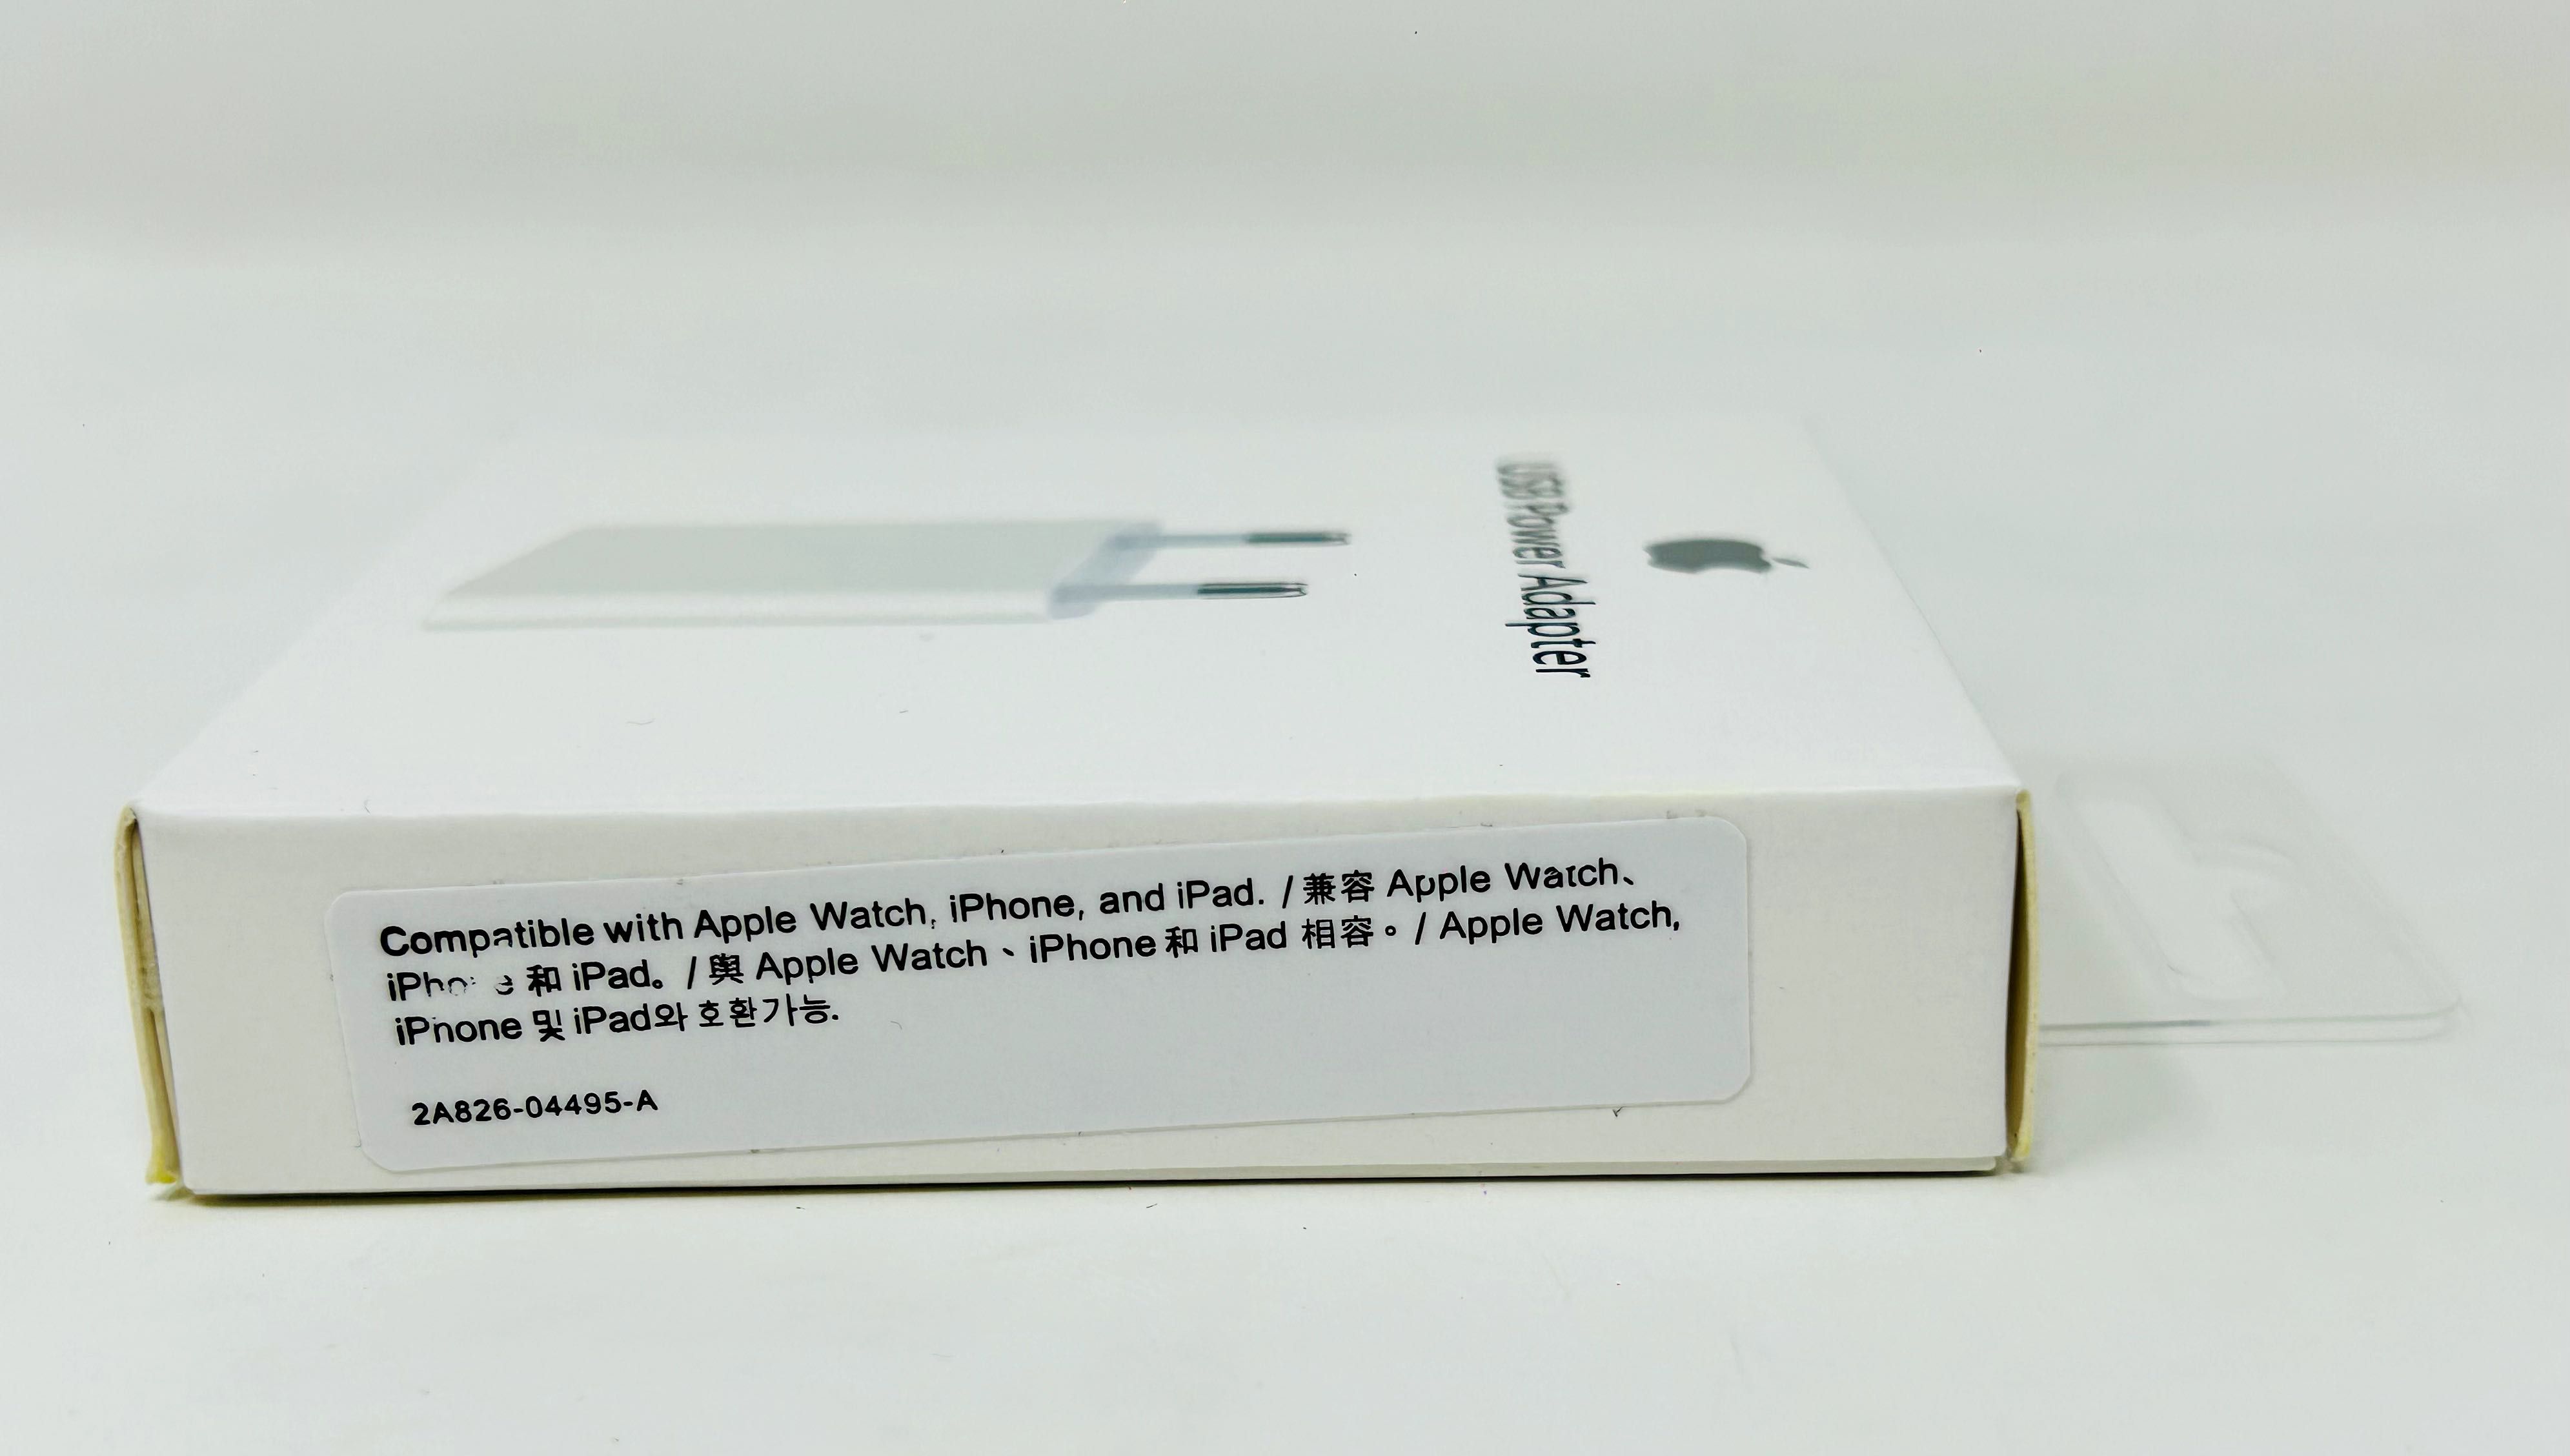 USB Power Adapter
Compatible with Apple Watch, iPhone, and iPad. / 兼容 Apple Watch、
iPhone 和 iPad。 / 與 Apple Watch、iPhone 和 iPad 相容。/ Apple Watch,
iPhone 및 iPad와 호환가능.
2A826-04495-A